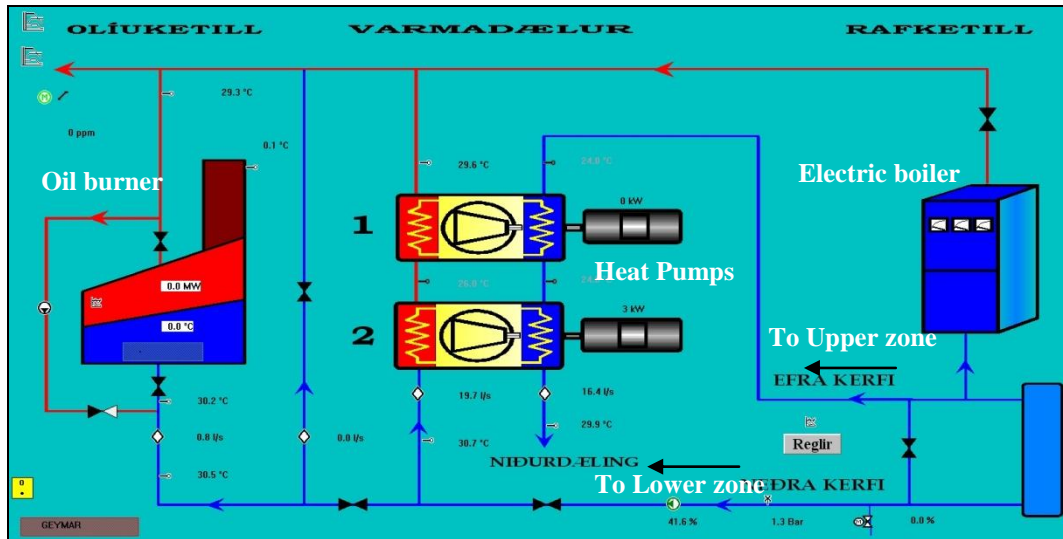 OLÍUKETILL
VARMADÆLUR
RAFKETILL
29.3 °C
0 ppm
0.1 °C
Oil burner
29.6 °C
24.0 °C
Electric boiler
1
0 kW
Heat Pumps
0.0 MW
0.0 °C
2
3 kW
To Upper zone
EFRA KERFI
30.2 °C
19.7 l/s
16.4 l/s
0.8 l/s
0.0 l/s
30.7 °C
29.9 °C
Reglir
30.5 °C
NIÐURDÆLING
To Lower zone
NEÐRA KERFI
0
41.6 %
1.3 Bar
0.0 %
GEYMAR